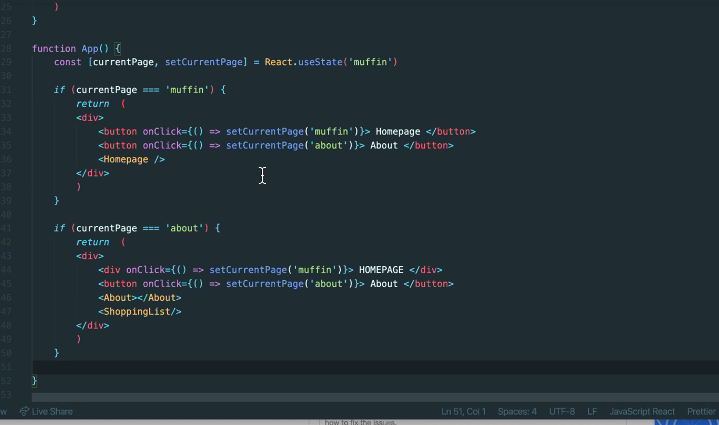 25 )
26 }
27
28 function App() {
29 const [currentPage, setCurrentPage] = React.useState('muffin')
30
31 if (currentPage === 'muffin') {
32 return (
33 <div>
34 <button onClick={() => setCurrentPage('muffin')}> Homepage </button>
35 <button onClick={() => setCurrentPage('about')}> About </button>
36 <Homepage />
37 </div>
38 )
39 }
40
41 if (currentPage === 'about') {
42 return (
43 <div>
44 <div onClick={() => setCurrentPage('muffin')}> HOMEPAGE </div>
45 <button onClick={() => setCurrentPage('about')}> About </button>
46 <About></About>
47 <ShoppingList/>
48 </div>
49 )
50 }
51
52 }
53
w Live Share Ln 51, Col 1 Spaces: 4 UTF-8 LF JavaScript React Prettier
how to fix the issues.